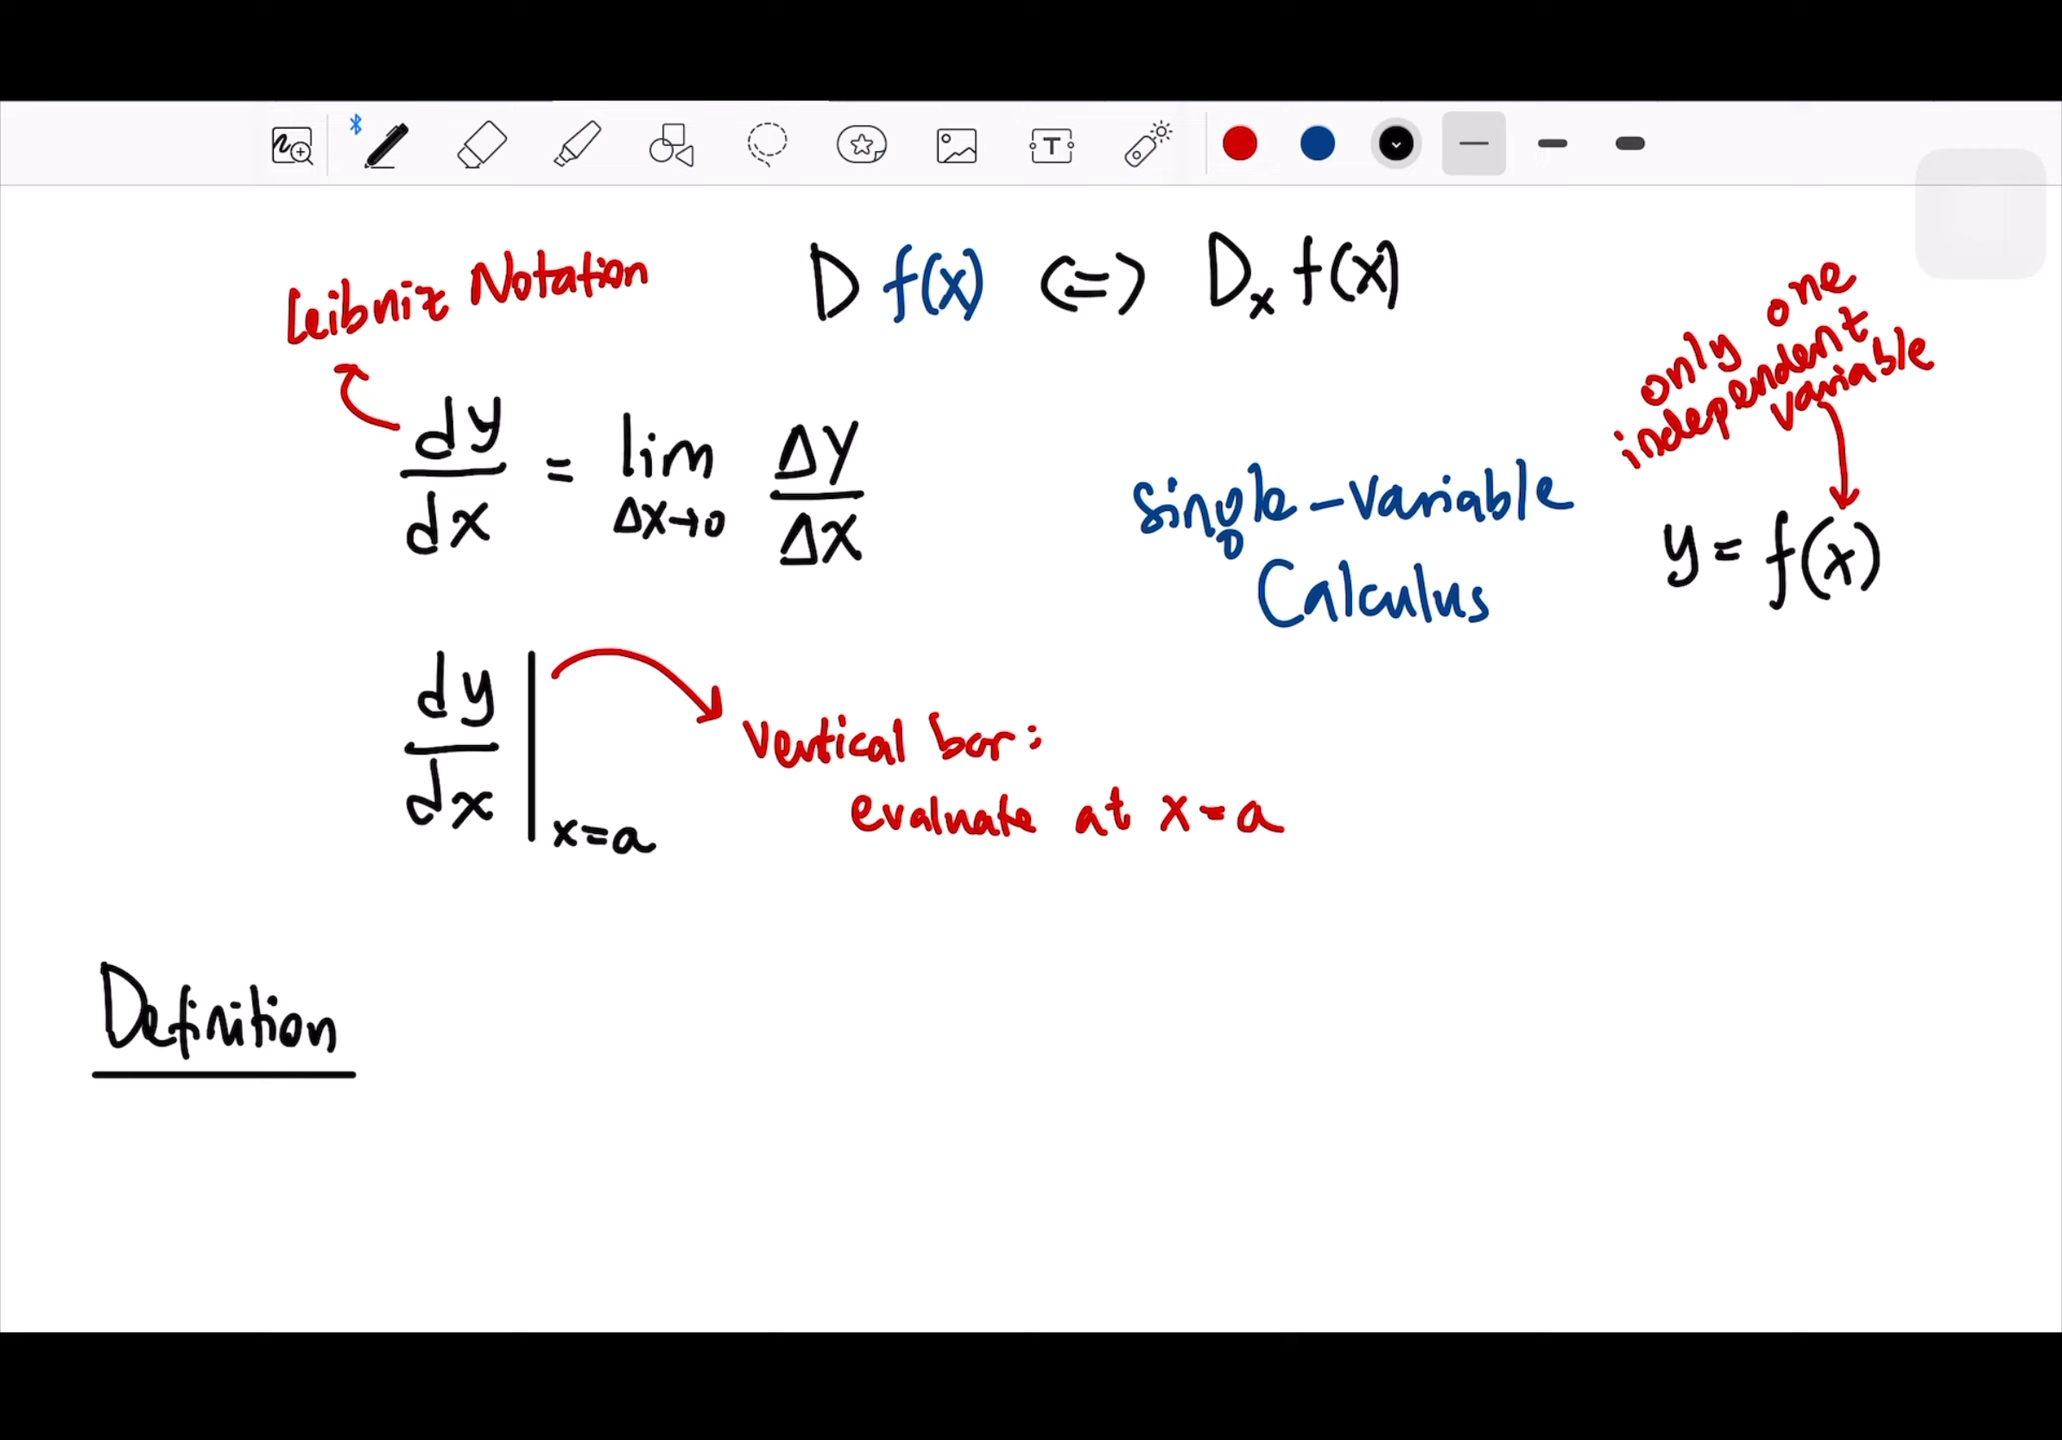 Leibniz Notation
D f(x) <=> Dₓ f(x)
only one
independent
variable
dy/dx = lim Δx→0 Δy/Δx
single-variable
Calculus
y = f(x)
dy/dx | x=a
Vertical bar:
evaluate at x=a
Definition
T